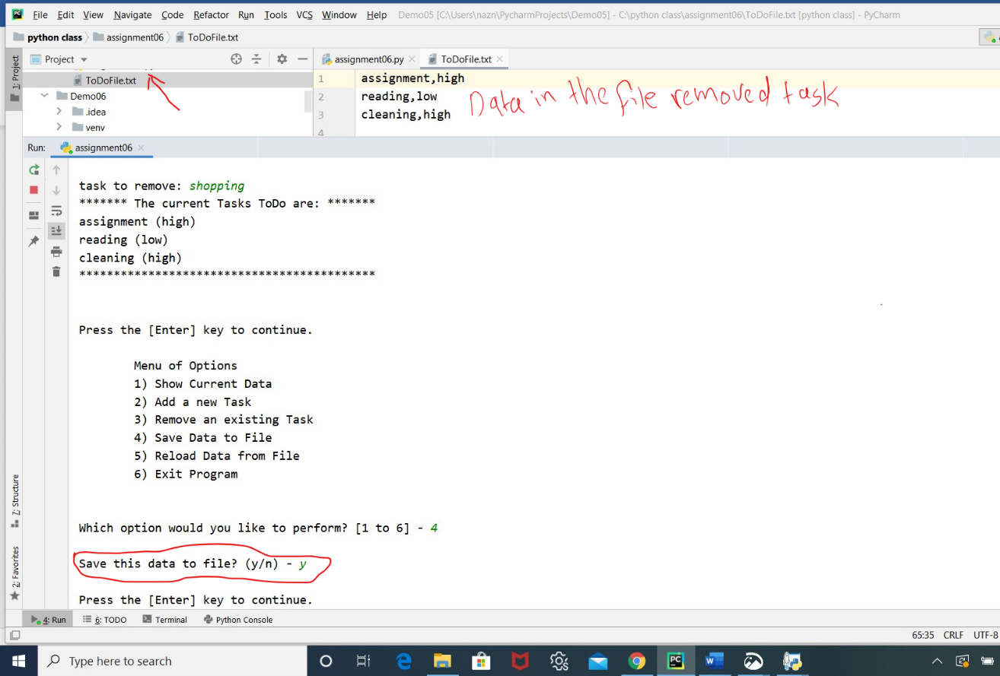 File Edit View Navigate Code Refactor Run Tools VCS Window Help Demo05 [C:\Users\nazn\PycharmProjects\Demo05] - C:\python class\assignment06\ToDoFile.txt [python class] - PyCharm
python class assignment06 ToDoFile.txt
1: Project
Project
assignment06.py ToDoFile.txt
ToDoFile.txt
Demo06
.idea
venv
1 assignment,high
2 reading,low
3 cleaning,high
4
Data in the file removed task
Run: assignment06
task to remove: shopping
******* The current Tasks ToDo are: *******
assignment (high)
reading (low)
cleaning (high)
*******************************************
Press the [Enter] key to continue.
Menu of Options
1) Show Current Data
2) Add a new Task
3) Remove an existing Task
4) Save Data to File
5) Reload Data from File
6) Exit Program
Which option would you like to perform? [1 to 6] - 4
Save this data to file? (y/n) - y
Press the [Enter] key to continue.
7: Structure
2: Favorites
4: Run 6: TODO Terminal Python Console
65:35 CRLF UTF-8
Type here to search